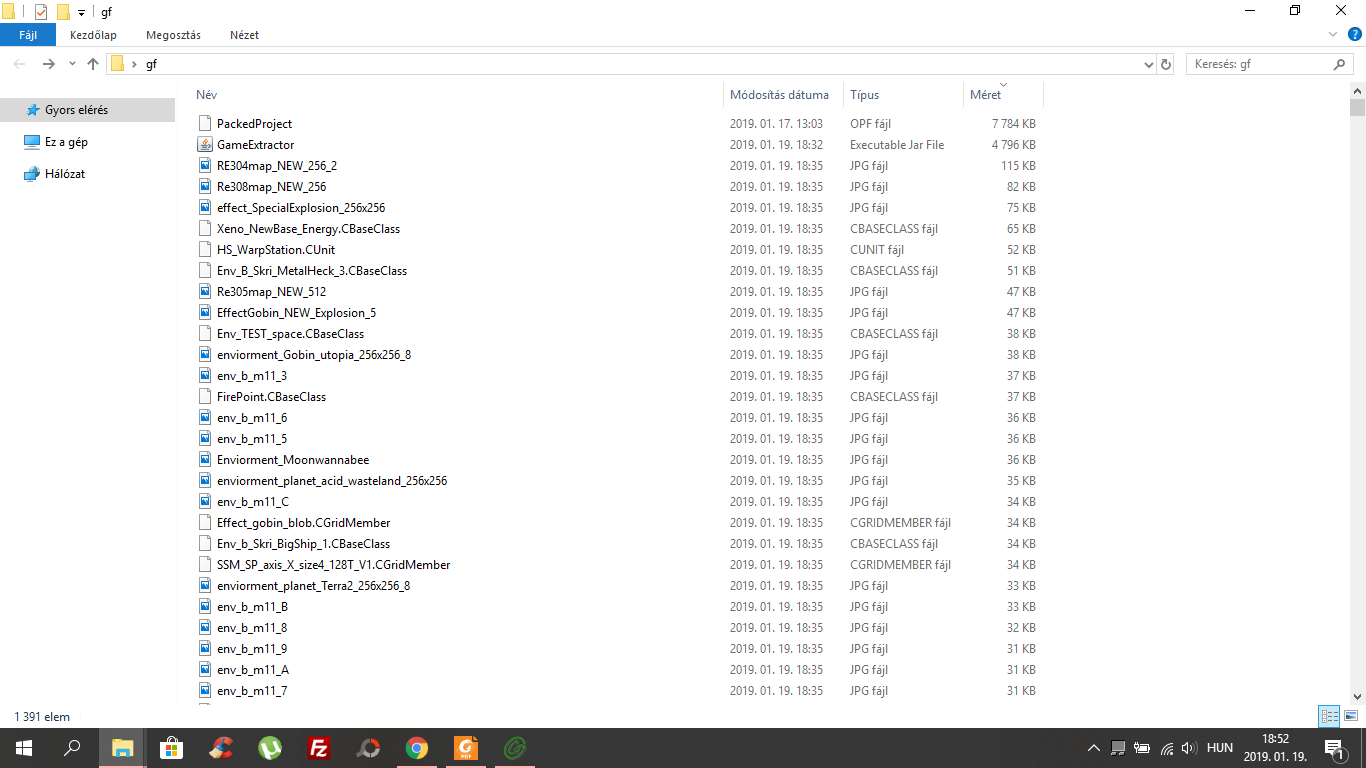 gf
Fájl Kezdőlap Megosztás Nézet
gf Keresés: gf
Név Módosítás dátuma Típus Méret
Gyors elérés
Ez a gép
Hálózat
PackedProject 2019. 01. 17. 13:03 OPF fájl 7 784 KB
GameExtractor 2019. 01. 19. 18:32 Executable Jar File 4 796 KB
RE304map_NEW_256_2 2019. 01. 19. 18:35 JPG fájl 115 KB
Re308map_NEW_256 2019. 01. 19. 18:35 JPG fájl 82 KB
effect_SpecialExplosion_256x256 2019. 01. 19. 18:35 JPG fájl 75 KB
Xeno_NewBase_Energy.CBaseClass 2019. 01. 19. 18:35 CBASECLASS fájl 65 KB
HS_WarpStation.CUnit 2019. 01. 19. 18:35 CUNIT fájl 52 KB
Env_B_Skri_MetalHeck_3.CBaseClass 2019. 01. 19. 18:35 CBASECLASS fájl 51 KB
Re305map_NEW_512 2019. 01. 19. 18:35 JPG fájl 47 KB
EffectGobin_NEW_Explosion_5 2019. 01. 19. 18:35 JPG fájl 47 KB
Env_TEST_space.CBaseClass 2019. 01. 19. 18:35 CBASECLASS fájl 38 KB
enviorment_Gobin_utopia_256x256_8 2019. 01. 19. 18:35 JPG fájl 38 KB
env_b_m11_3 2019. 01. 19. 18:35 JPG fájl 37 KB
FirePoint.CBaseClass 2019. 01. 19. 18:35 CBASECLASS fájl 37 KB
env_b_m11_6 2019. 01. 19. 18:35 JPG fájl 36 KB
env_b_m11_5 2019. 01. 19. 18:35 JPG fájl 36 KB
Enviorment_Moonwannabee 2019. 01. 19. 18:35 JPG fájl 36 KB
enviorment_planet_acid_wasteland_256x256 2019. 01. 19. 18:35 JPG fájl 35 KB
env_b_m11_C 2019. 01. 19. 18:35 JPG fájl 34 KB
Effect_gobin_blob.CGridMember 2019. 01. 19. 18:35 CGRIDMEMBER fájl 34 KB
Env_b_Skri_BigShip_1.CBaseClass 2019. 01. 19. 18:35 CBASECLASS fájl 34 KB
SSM_SP_axis_X_size4_128T_V1.CGridMember 2019. 01. 19. 18:35 CGRIDMEMBER fájl 34 KB
enviorment_planet_Terra2_256x256_8 2019. 01. 19. 18:35 JPG fájl 33 KB
env_b_m11_B 2019. 01. 19. 18:35 JPG fájl 33 KB
env_b_m11_8 2019. 01. 19. 18:35 JPG fájl 32 KB
env_b_m11_9 2019. 01. 19. 18:35 JPG fájl 31 KB
env_b_m11_A 2019. 01. 19. 18:35 JPG fájl 31 KB
env_b_m11_7 2019. 01. 19. 18:35 JPG fájl 31 KB
1 391 elem
HUN 18:52
2019. 01. 19. 1